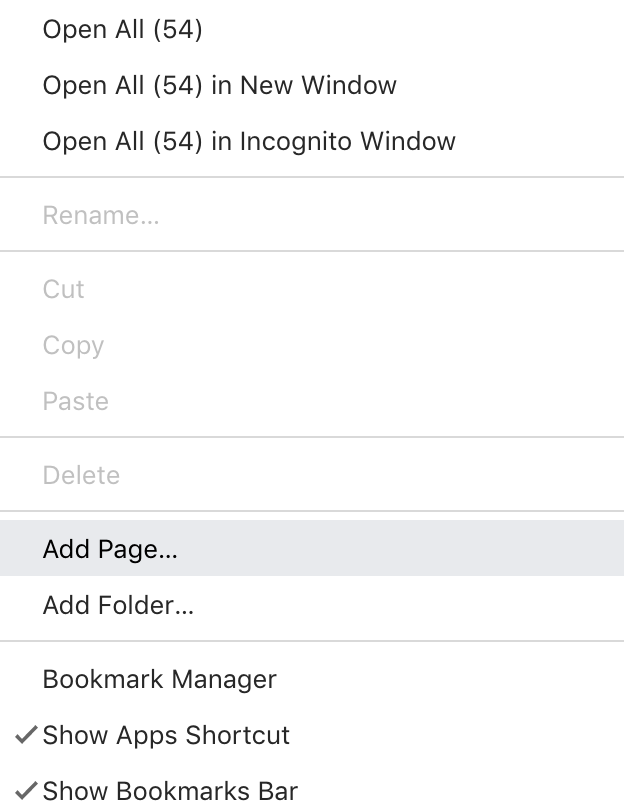 Open All (54)
Open All (54) in New Window
Open All (54) in Incognito Window
Rename...
Cut
Copy
Paste
Delete
Add Page...
Add Folder...
Bookmark Manager
Show Apps Shortcut
Show Bookmarks Bar